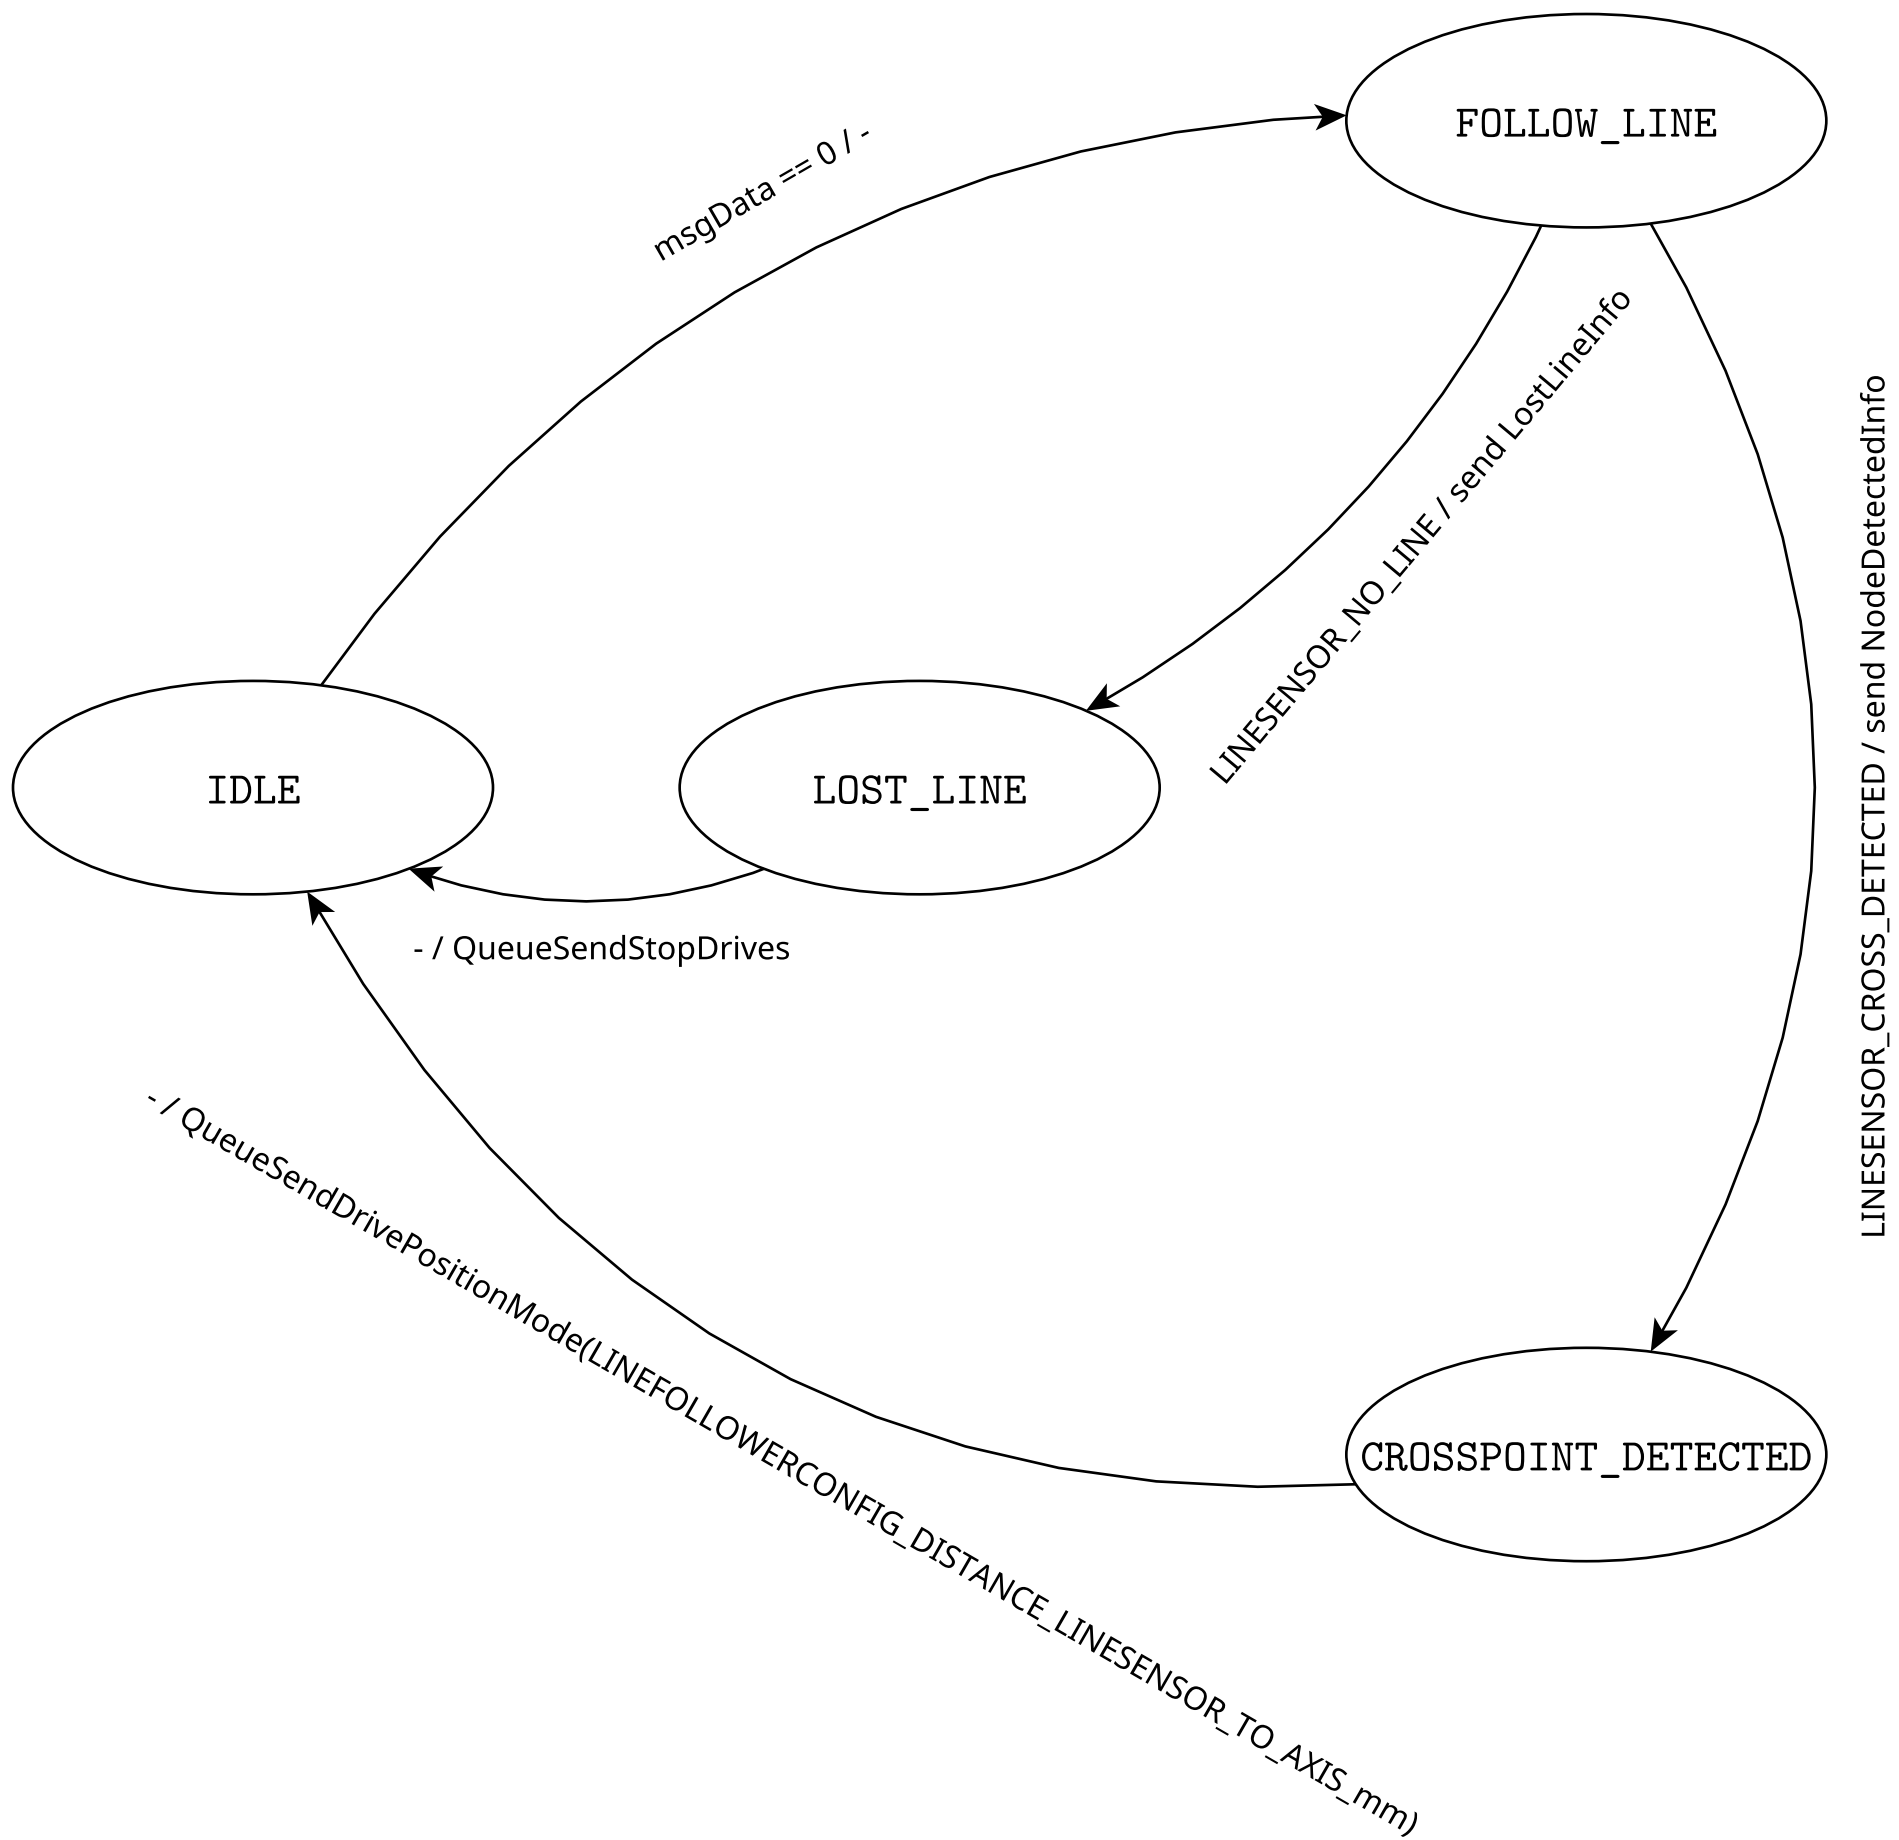 FOLLOW_LINE
msgData == 0 / -
LINESENSOR_NO_LINE / send LostLineInfo
LINESENSOR_CROSS_DETECTED / send NodeDetectedInfo
IDLE
LOST_LINE
- / QueueSendStopDrives
- / QueueSendDrivePositionMode(LINEFOLLOWERCONFIG_DISTANCE_LINESENSOR_TO_AXIS_mm)
CROSSPOINT_DETECTED